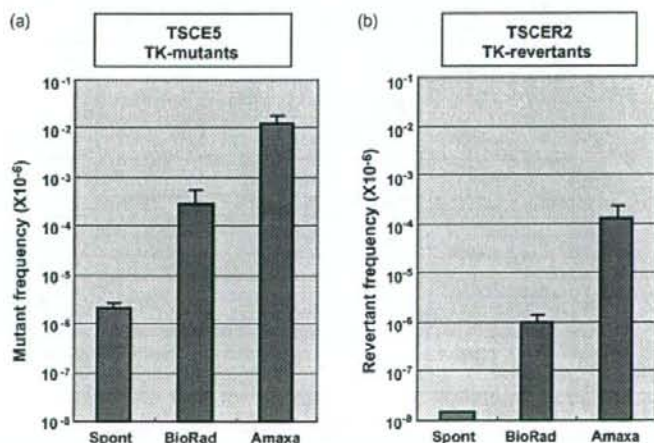 (a)
TSCE5
TK-mutants
Mutant frequency (X10⁻⁶)
10⁻¹
10⁻²
10⁻³
10⁻⁴
10⁻⁵
10⁻⁶
10⁻⁷
10⁻⁸
Spont BioRad Amaxa
(b)
TSCER2
TK-revertants
Revertant frequency (X10⁻⁶)
10⁻¹
10⁻²
10⁻³
10⁻⁴
10⁻⁵
10⁻⁶
10⁻⁷
10⁻⁸
Spont BioRad Amaxa